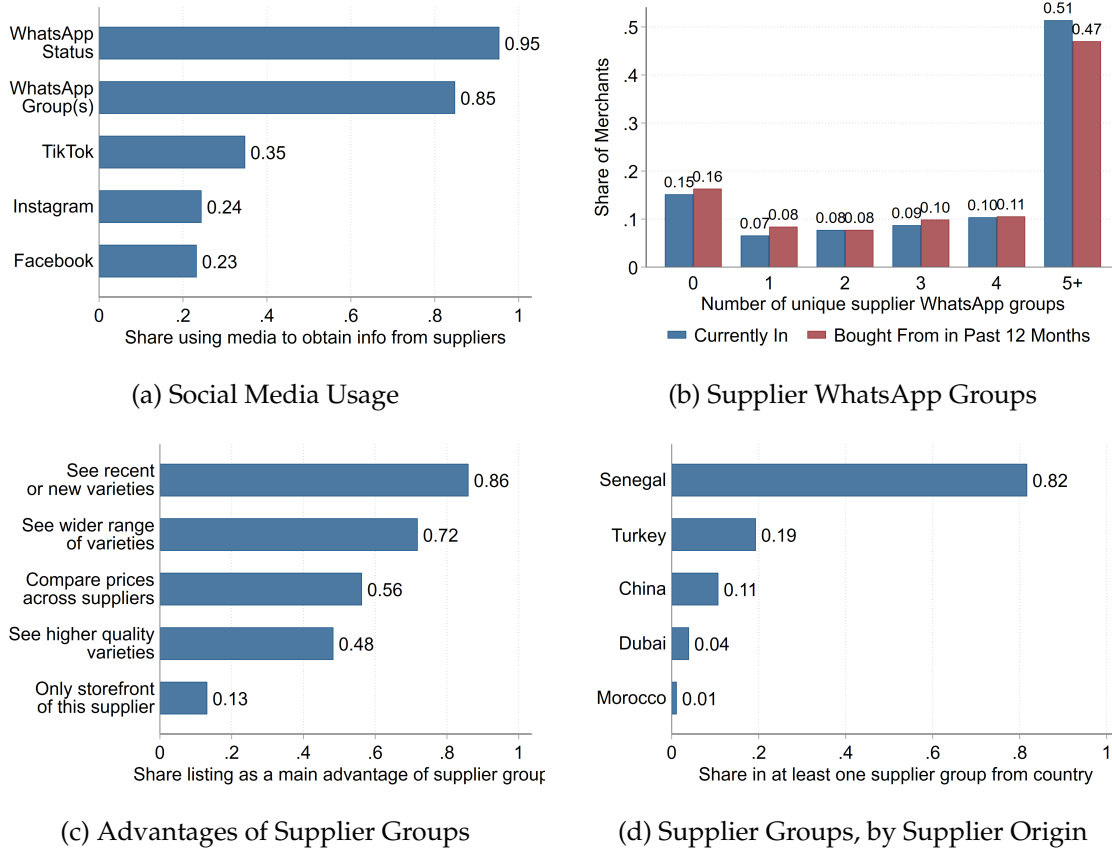 WhatsApp
Status
0.95
WhatsApp
Group(s)
0.85
TikTok
0.35
Instagram
0.24
Facebook
0.23
0 .2 .4 .6 .8 1
Share using media to obtain info from suppliers
(a) Social Media Usage
Share of Merchants
.5
.4
.3
.2
.1
0
0.15 0.16
0.07 0.08
0.08 0.08
0.09 0.10
0.10 0.11
0.51 0.47
0 1 2 3 4 5+
Number of unique supplier WhatsApp groups
Currently In Bought From in Past 12 Months
(b) Supplier WhatsApp Groups
See recent
or new varieties
0.86
See wider range
of varieties
0.72
Compare prices
across suppliers
0.56
See higher quality
varieties
0.48
Only storefront
of this supplier
0.13
0 .2 .4 .6 .8 1
Share listing as a main advantage of supplier group
(c) Advantages of Supplier Groups
Senegal 0.82
Turkey 0.19
China 0.11
Dubai 0.04
Morocco 0.01
0 .2 .4 .6 .8 1
Share in at least one supplier group from country
(d) Supplier Groups, by Supplier Origin